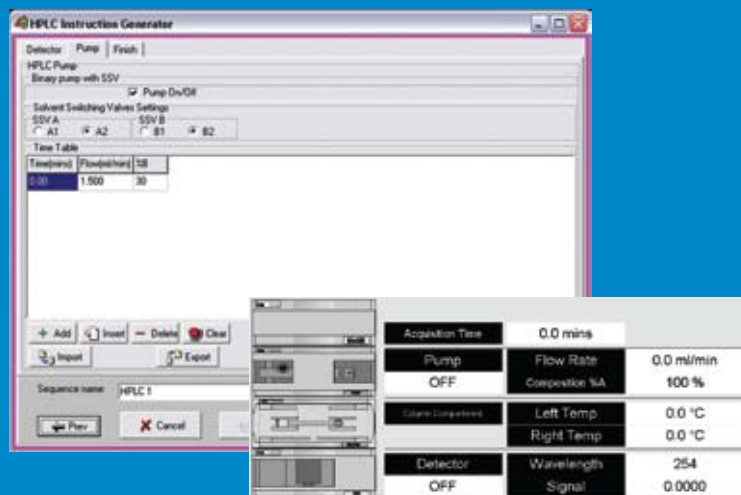 HPLC Instruction Generator
Detector Pump Finish
HPLC Pump
Binary pump with SSV
Pump On/Off
Solvent Switching Valves Settings
SSV A SSV B
A1 A2 B1 B2
Time Table
Time(mins) Flow(ml/min) %B
0.00 1.500 30
Add Insert Delete Clear
Import Export
Sequence name: HPLC 1
Prev Cancel
Acquisition Time 0.0 mins
Pump Flow Rate 0.0 ml/min
OFF Composition %A 100 %
Column Compartment Left Temp 0.0 °C
Right Temp 0.0 °C
Detector Wavelength 254
OFF Signal 0.0000